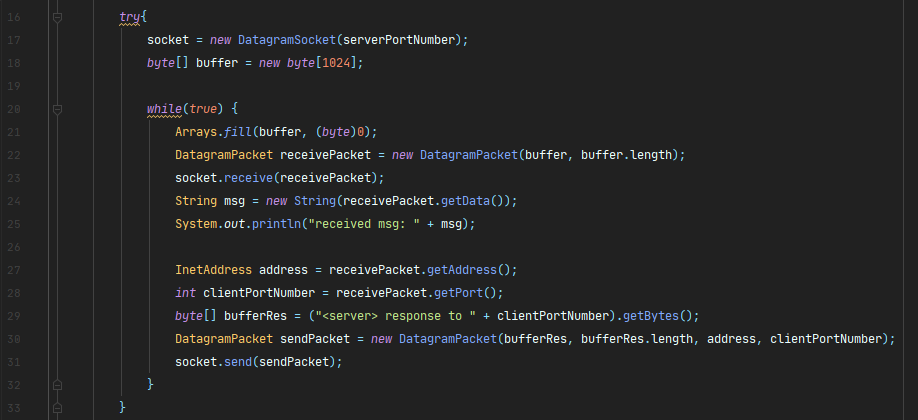 16 try{
17 socket = new DatagramSocket(serverPortNumber);
18 byte[] buffer = new byte[1024];
19
20 while(true) {
21 Arrays.fill(buffer, (byte)0);
22 DatagramPacket receivePacket = new DatagramPacket(buffer, buffer.length);
23 socket.receive(receivePacket);
24 String msg = new String(receivePacket.getData());
25 System.out.println("received msg: " + msg);
26
27 InetAddress address = receivePacket.getAddress();
28 int clientPortNumber = receivePacket.getPort();
29 byte[] bufferRes = ("<server> response to " + clientPortNumber).getBytes();
30 DatagramPacket sendPacket = new DatagramPacket(bufferRes, bufferRes.length, address, clientPortNumber);
31 socket.send(sendPacket);
32 }
33 }